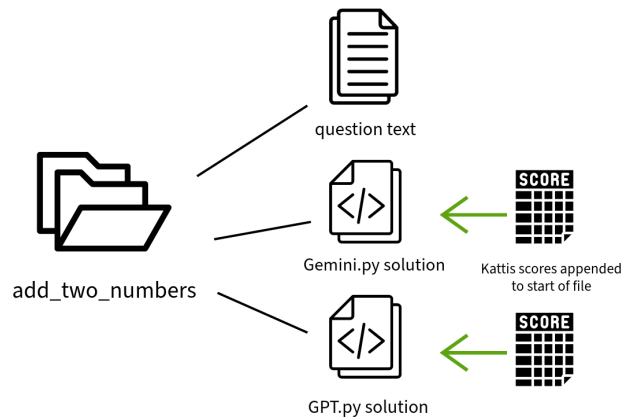 question text
SCORE
Gemini.py solution
Kattis scores appended
to start of file
add_two_numbers
SCORE
GPT.py solution